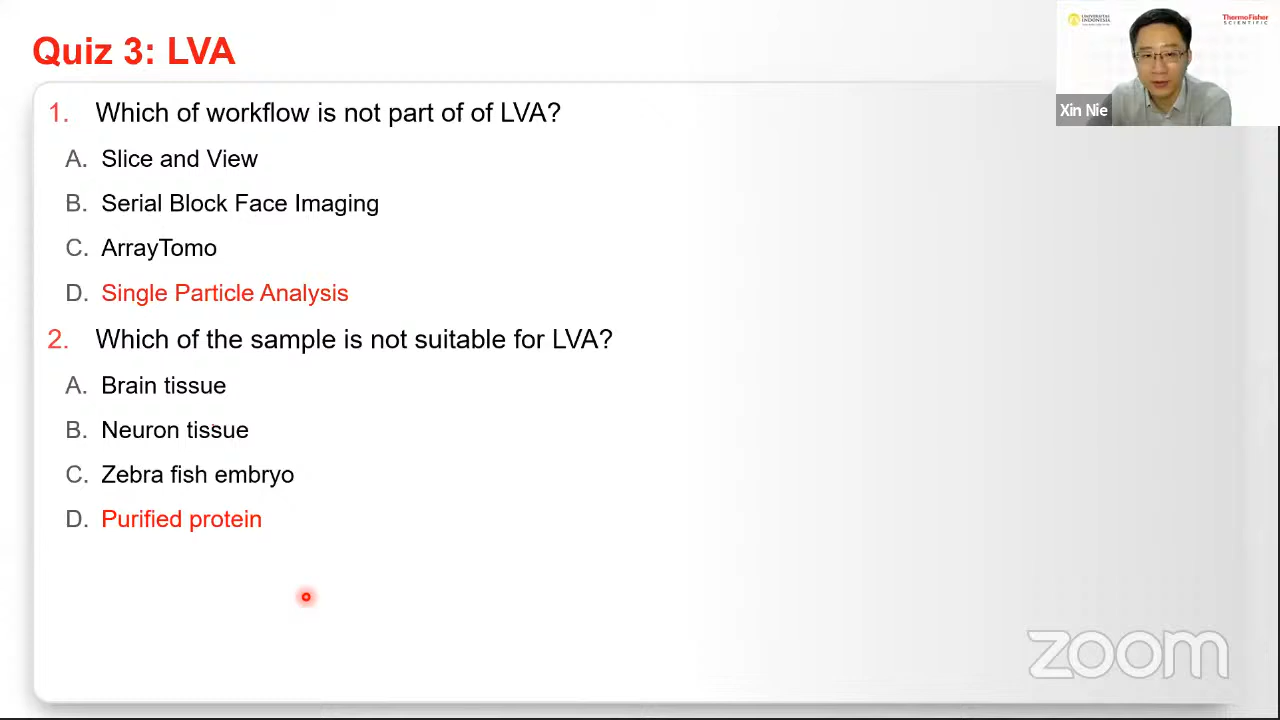 Quiz 3: LVA
1. Which of workflow is not part of of LVA?
A. Slice and View
B. Serial Block Face Imaging
C. ArrayTomo
D. Single Particle Analysis
2. Which of the sample is not suitable for LVA?
A. Brain tissue
B. Neuron tissue
C. Zebra fish embryo
D. Purified protein
UNIVERSITAS
INDONESIA
ThermoFisher
SCIENTIFIC
Xin Nie
zoom